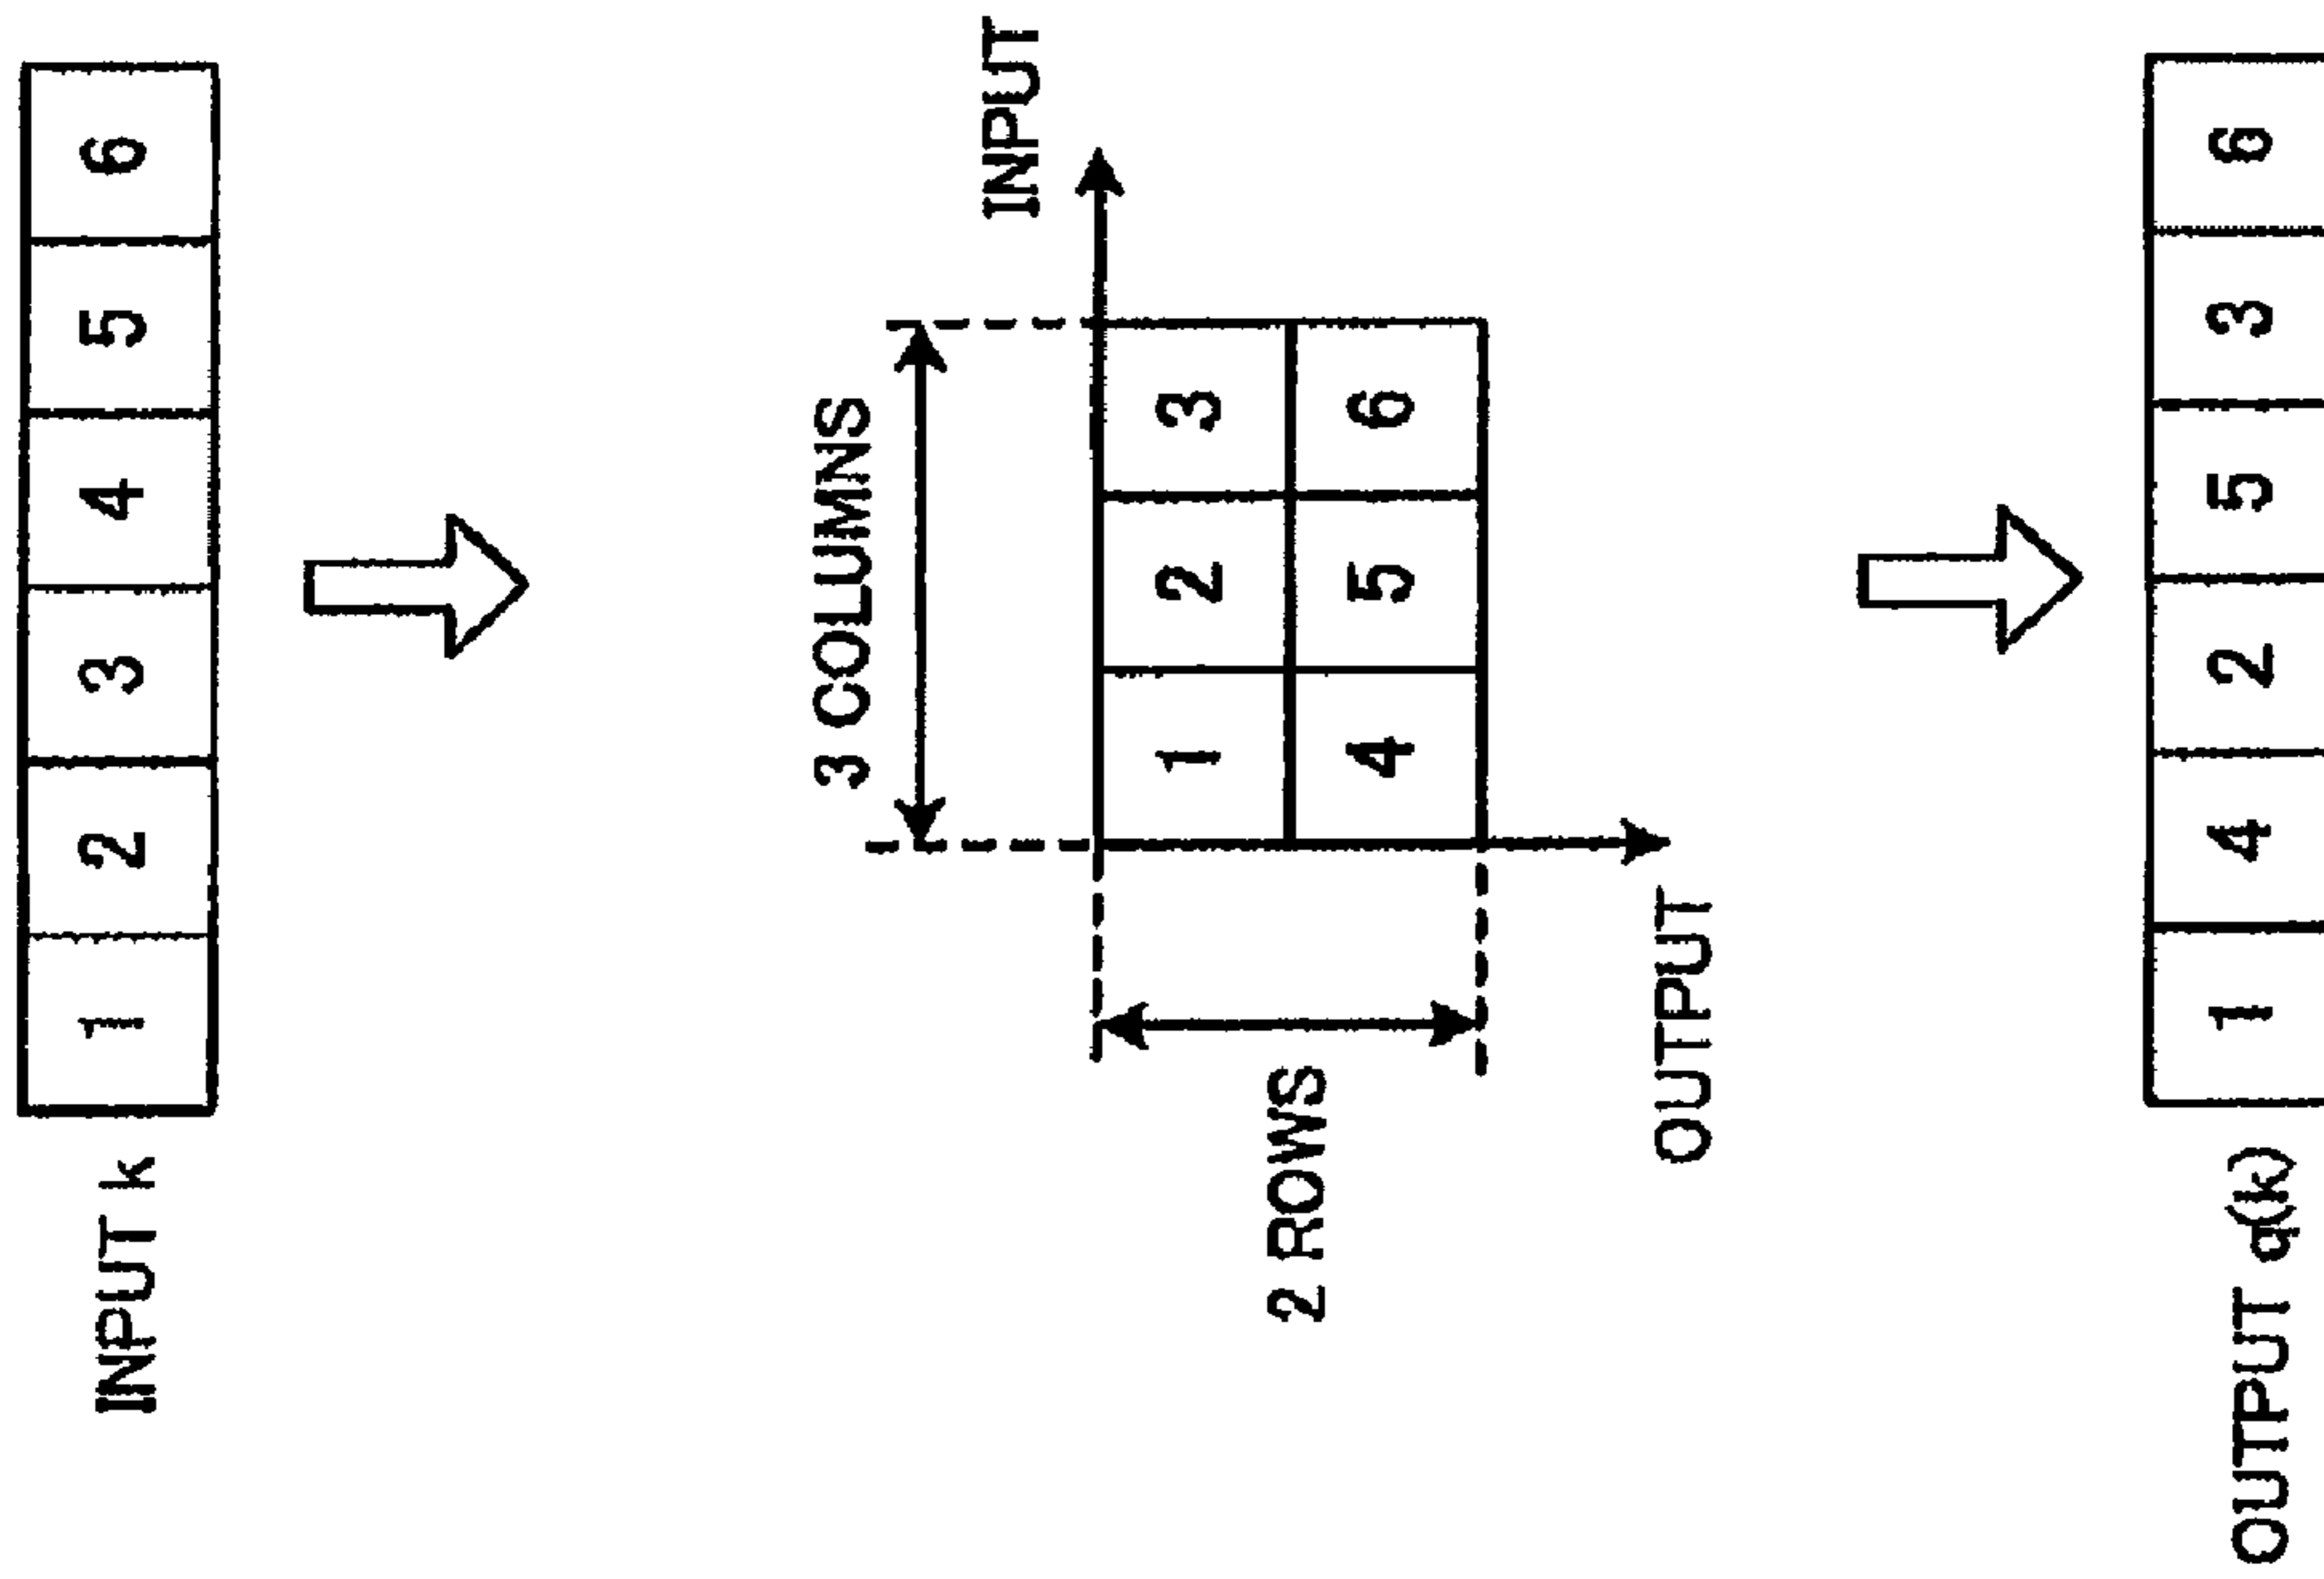 INPUT k 1 2 3 4 5 6
3 COLUMNS
INPUT
2 ROWS
1 2 3
4 5 6
OUTPUT
OUTPUT q(k) 1 4 2 5 3 6